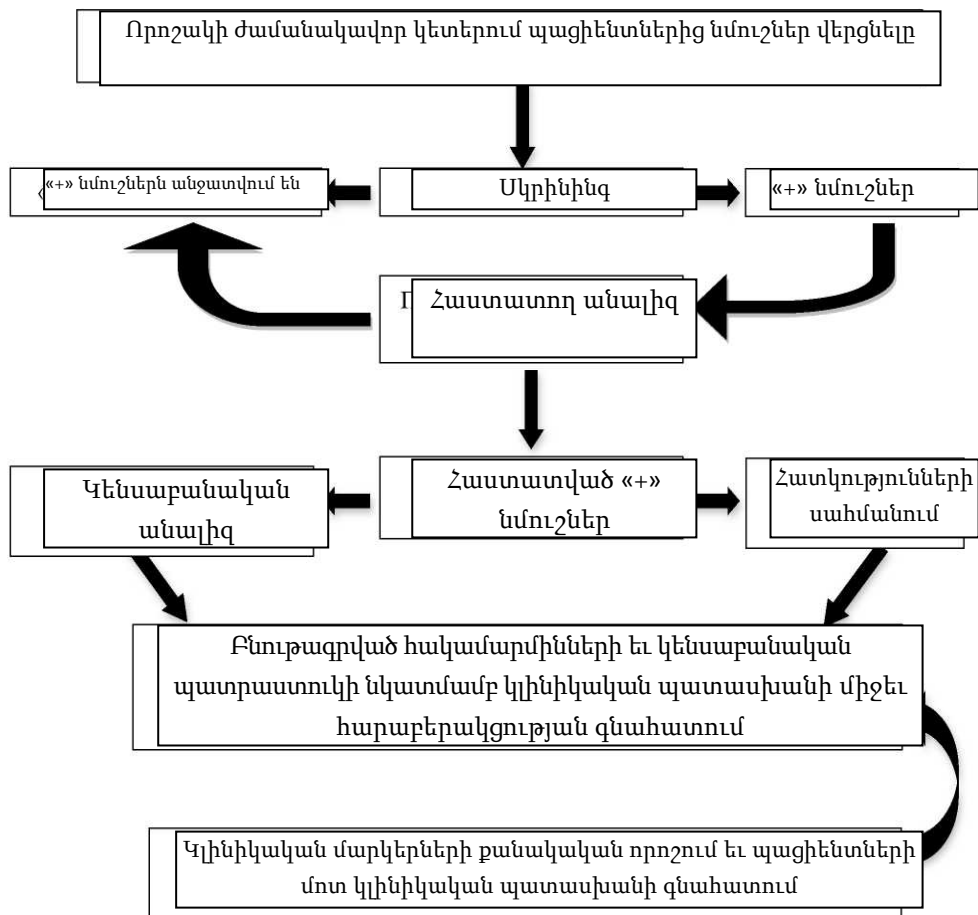 Որոշակի ժամանակավոր կետերում պացիենտներից նմուշներ վերցնելը
«+» նմուշներն անջատվում են
Սկրինինգ
«+» նմուշներ
Հաստատող անալիզ
Կենսաբանական
անալիզ
Հաստատված «+»
նմուշներ
Հատկությունների
սահմանում
Բնութագրված հակամարմինների եւ կենսաբանական
պատրաստուկի նկատմամբ կլինիկական պատասխանի միջեւ
հարաբերակցության գնահատում
Կլինիկական մարկերների քանակական որոշում եւ պացիենտների
մոտ կլինիկական պատասխանի գնահատում